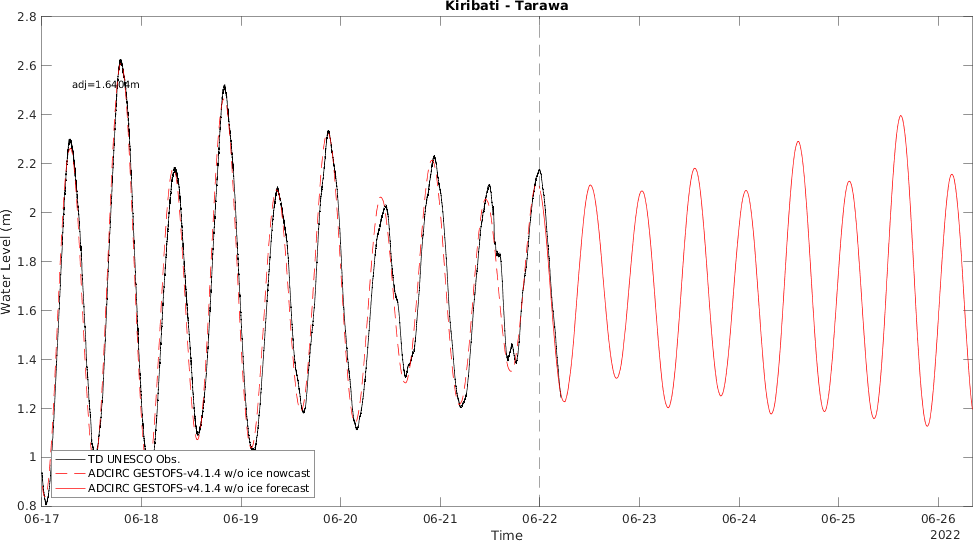 Kiribati - Tarawa
2.8
2.6
adj=1.6404m
2.4
2.2
2
1.8
1.6
1.4
1.2
1
0.8
Water Level (m)
TD UNESCO Obs.
ADCIRC GESTOFS-v4.1.4 w/o ice nowcast
ADCIRC GESTOFS-v4.1.4 w/o ice forecast
06-17 06-18 06-19 06-20 06-21 06-22 06-23 06-24 06-25 06-26
Time
2022